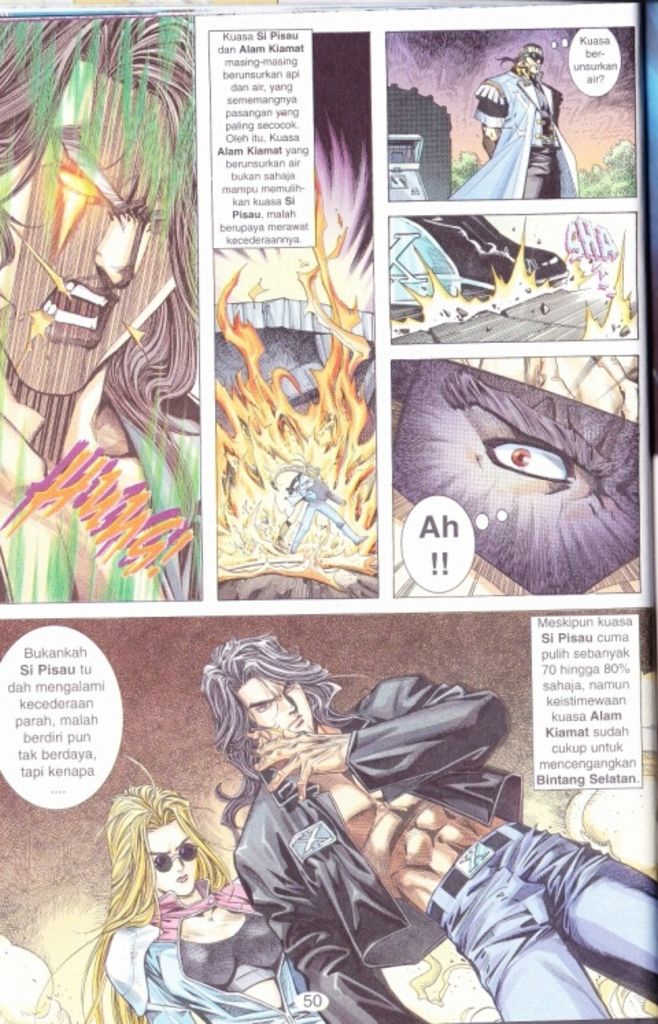 Kuasa Si Pisau
dan Alam Kiamat
masing-masing
berunsurkan api
dan air, yang
sememangnya
pasangan yang
paling secocok.
Oleh itu, Kuasa
Alam Kiamat yang
berunsurkan air
bukan sahaja
mampu memulih-
kan kuasa Si
Pisau, malah
berupaya merawat
kecederaannya.
Kuasa
ber-
unsurkan
air?
Ah
!!
Bukankah
Si Pisau tu
dah mengalami
kecederaan
parah, malah
berdiri pun
tak berdaya,
tapi kenapa
....
Meskipun kuasa
Si Pisau cuma
pulih sebanyak
70 hingga 80%
sahaja, namun
keistimewaan
kuasa Alam
Kiamat sudah
cukup untuk
mencengangkan
Bintang Selatan.
50